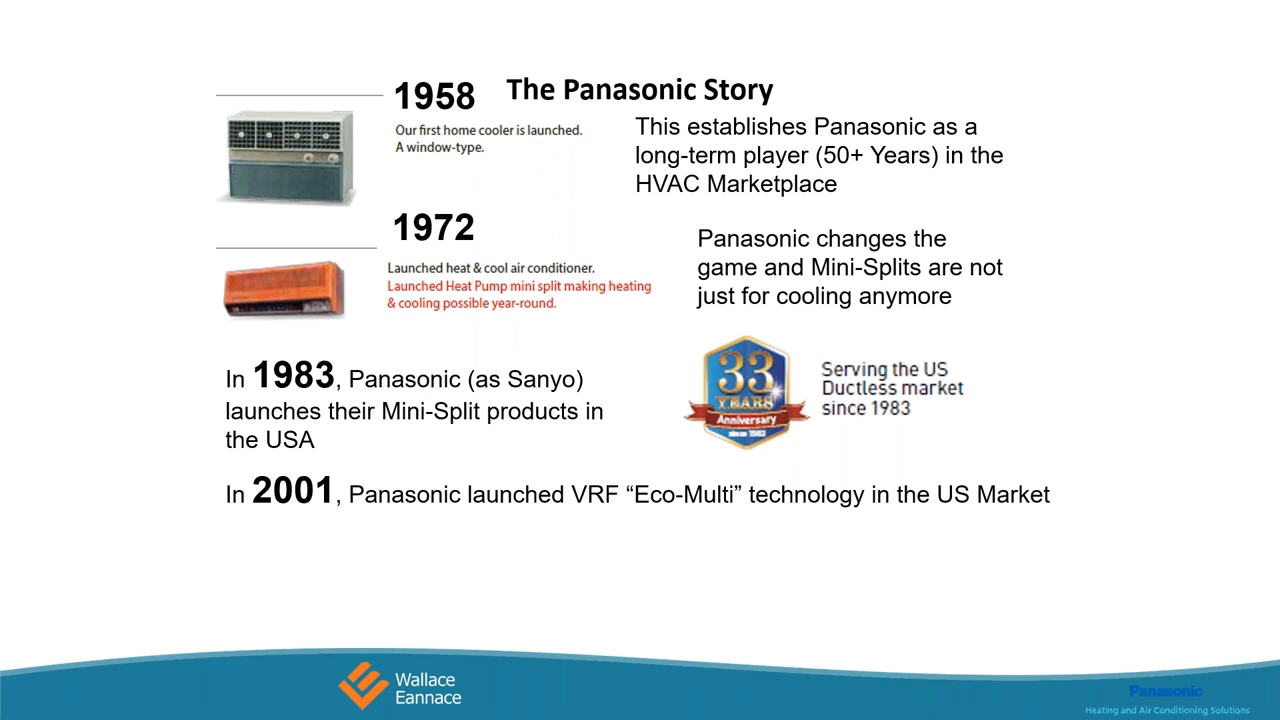 The Panasonic Story
1958
Our first home cooler is launched.
A window-type.
This establishes Panasonic as a
long-term player (50+ Years) in the
HVAC Marketplace
1972
Launched heat & cool air conditioner.
Launched Heat Pump mini split making heating
& cooling possible year-round.
Panasonic changes the
game and Mini-Splits are not
just for cooling anymore
In 1983, Panasonic (as Sanyo)
launches their Mini-Split products in
the USA
33
YEARS
Anniversary
since 1983
Serving the US
Ductless market
since 1983
In 2001, Panasonic launched VRF “Eco-Multi” technology in the US Market
Wallace
Eannace
Panasonic
Heating and Air Conditioning Solutions